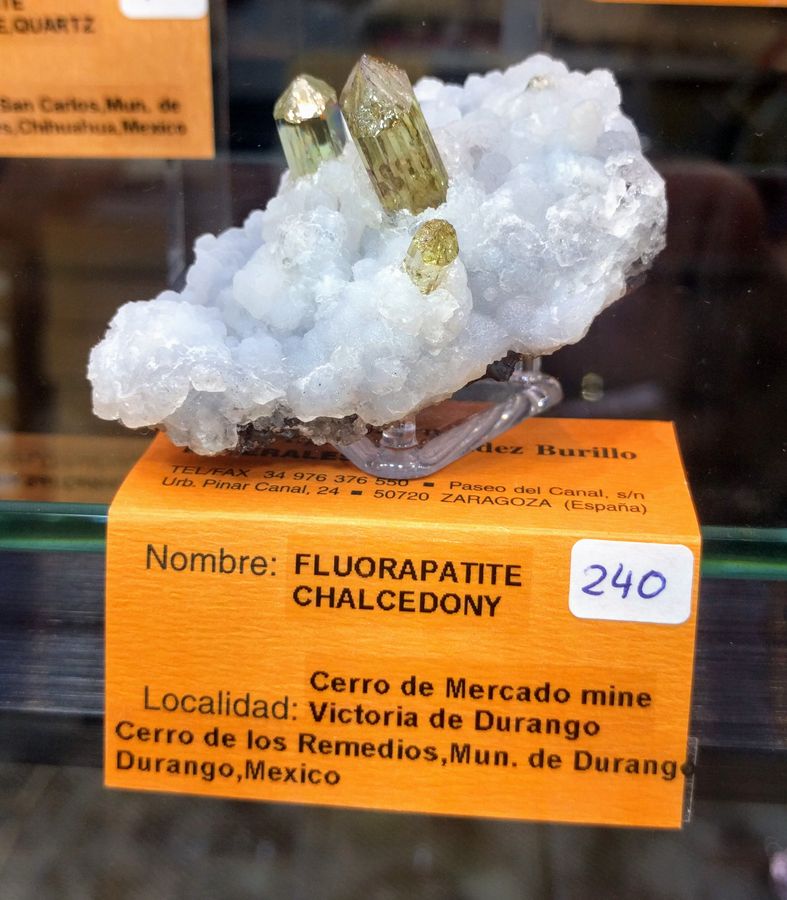 E,QUARTZ
San Carlos,Mun. de
Chihuahua,Mexico
Burillo
TEL/FAX 34 976 376 550 ■ Paseo del Canal, s/n
Urb. Pinar Canal, 24 ■ 50720 ZARAGOZA (España)
Nombre: FLUORAPATITE
CHALCEDONY
240
Localidad: Cerro de Mercado mine
Victoria de Durango
Cerro de los Remedios,Mun. de Durango
Durango,Mexico